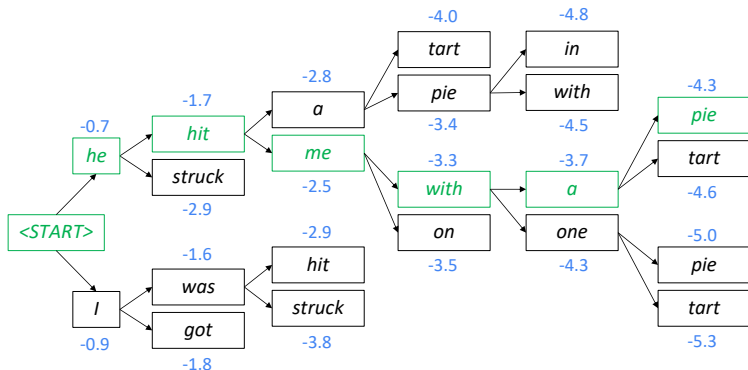 -4.0 -4.8
tart in
-2.8
-1.7 a pie with -4.3
-0.7 hit -3.4 -4.5 pie
he me -3.3 -3.7
struck -2.5 with a tart
-2.9 -4.6
<START> on one
-1.6 -2.9 -3.5 -4.3 -5.0
was hit pie
I got struck tart
-0.9 -1.8 -3.8 -5.3